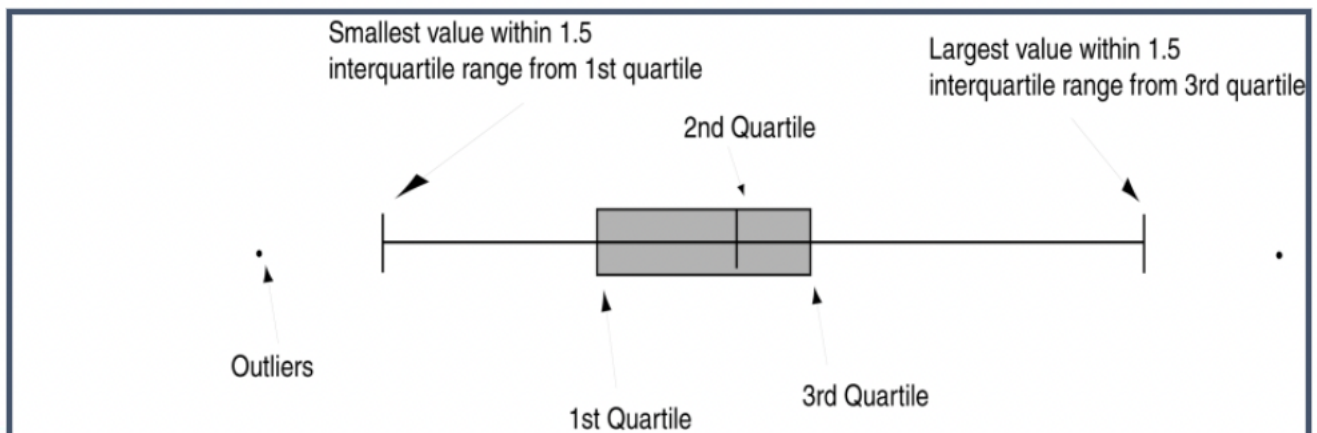 Smallest value within 1.5
interquartile range from 1st quartile
Largest value within 1.5
interquartile range from 3rd quartile
2nd Quartile
Outliers
1st Quartile
3rd Quartile